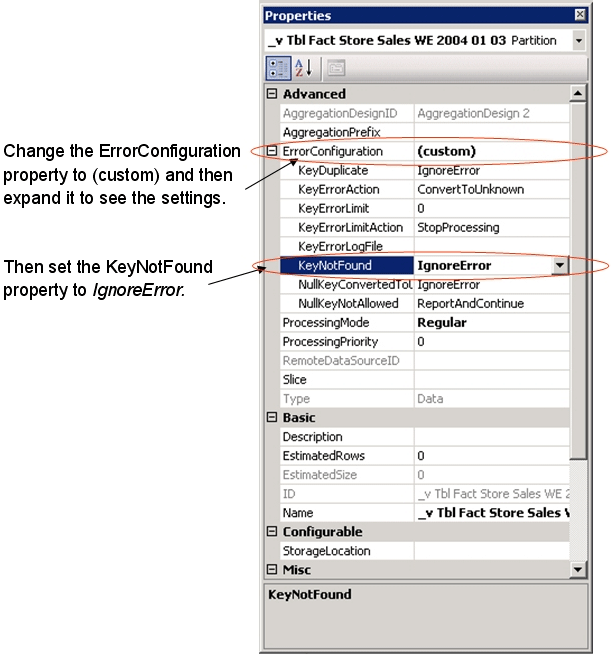 Properties
_v Tbl Fact Store Sales WE 2004 01 03 Partition
Advanced
AggregationDesignID AggregationDesign 2
AggregationPrefix
ErrorConfiguration (custom)
KeyDuplicate IgnoreError
KeyErrorAction ConvertToUnknown
KeyErrorLimit 0
KeyErrorLimitAction StopProcessing
KeyErrorLogFile
KeyNotFound IgnoreError
NullKeyConvertedToU IgnoreError
NullKeyNotAllowed ReportAndContinue
ProcessingMode Regular
ProcessingPriority 0
RemoteDataSourceID
Slice
Type Data
Basic
Description
EstimatedRows 0
EstimatedSize 0
ID _v Tbl Fact Store Sales WE 2
Name _v Tbl Fact Store Sales V
Configurable
StorageLocation
Misc
KeyNotFound
Change the ErrorConfiguration
property to (custom) and then
expand it to see the settings.
Then set the KeyNotFound
property to IgnoreError.